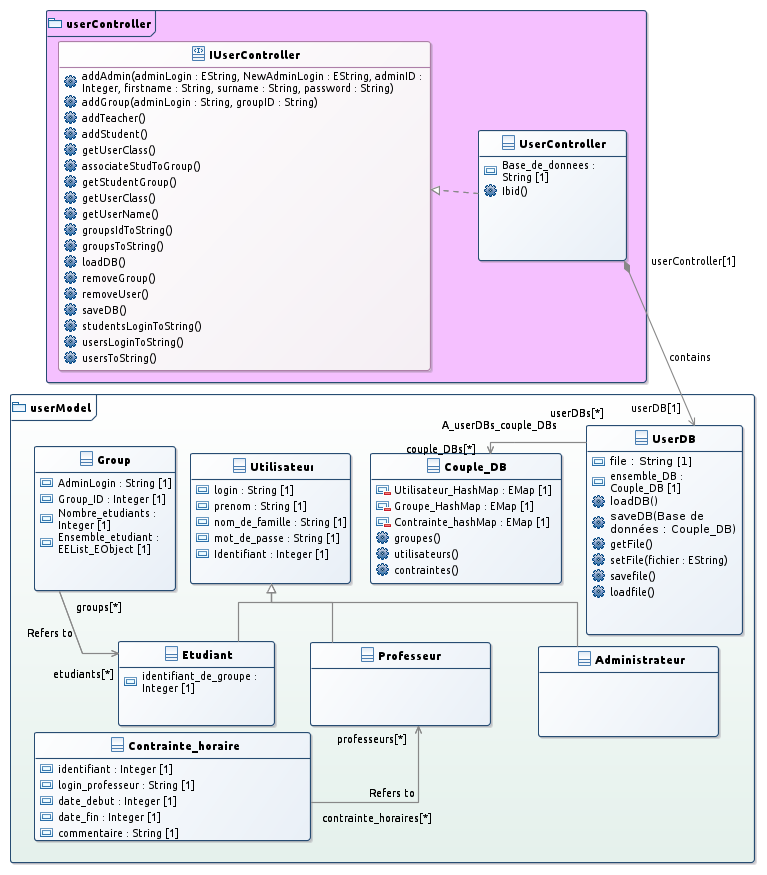 userController
IUserController
addAdmin(adminLogin : EString, NewAdminLogin : EString, adminID :
Integer, firstname : String, surname : String, password : String)
addGroup(adminLogin : String, groupID : String)
addTeacher()
addStudent()
getUserClass()
associateStudToGroup()
getStudentGroup()
getUserClass()
getUserName()
groupsIdToString()
groupsToString()
loadDB()
removeGroup()
removeUser()
saveDB()
studentsLoginToString()
usersLoginToString()
usersToString()
UserController
Base_de_donnees :
String [1]
Ibid()
userController[1]
contains
userDB[1]
userModel
userDBs[*]
A_userDBs_couple_DBs
couple_DBs[*]
Group
AdminLogin : String [1]
Group_ID : Integer [1]
Nombre_etudiants :
Integer [1]
Ensemble_etudiant :
EEList_EObject [1]
Utilisateur
login : String [1]
prenom : String [1]
nom_de_famille : String [1]
mot_de_passe : String [1]
Identifiant : Integer [1]
Couple_DB
Utilisateur_HashMap : EMap [1]
Groupe_HashMap : EMap [1]
Contrainte_hashMap : EMap [1]
groupes()
utilisateurs()
contraintes()
UserDB
file : String [1]
ensemble_DB :
Couple_DB [1]
loadDB()
saveDB(Base de
données : Couple_DB)
getFile()
setFile(fichier : EString)
savefile()
loadfile()
groups[*]
Refers to
etudiants[*]
Etudiant
identifiant_de_groupe :
Integer [1]
Professeur
Administrateur
Contrainte_horaire
identifiant : Integer [1]
login_professeur : String [1]
date_debut : Integer [1]
date_fin : Integer [1]
commentaire : String [1]
professeurs[*]
Refers to
contrainte_horaires[*]